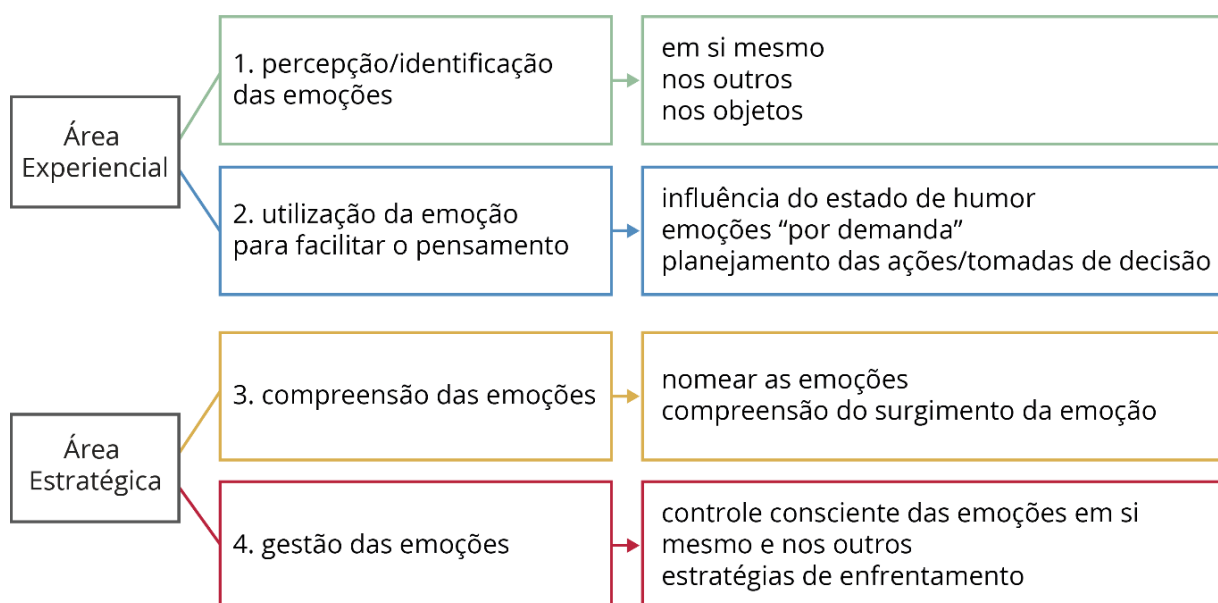 Área
Experiencial
1. percepção/identificação
das emoções
em si mesmo
nos outros
nos objetos
2. utilização da emoção
para facilitar o pensamento
influência do estado de humor
emoções “por demanda”
planejamento das ações/tomadas de decisão
Área
Estratégica
3. compreensão das emoções
nomear as emoções
compreensão do surgimento da emoção
4. gestão das emoções
controle consciente das emoções em si
mesmo e nos outros
estratégias de enfrentamento